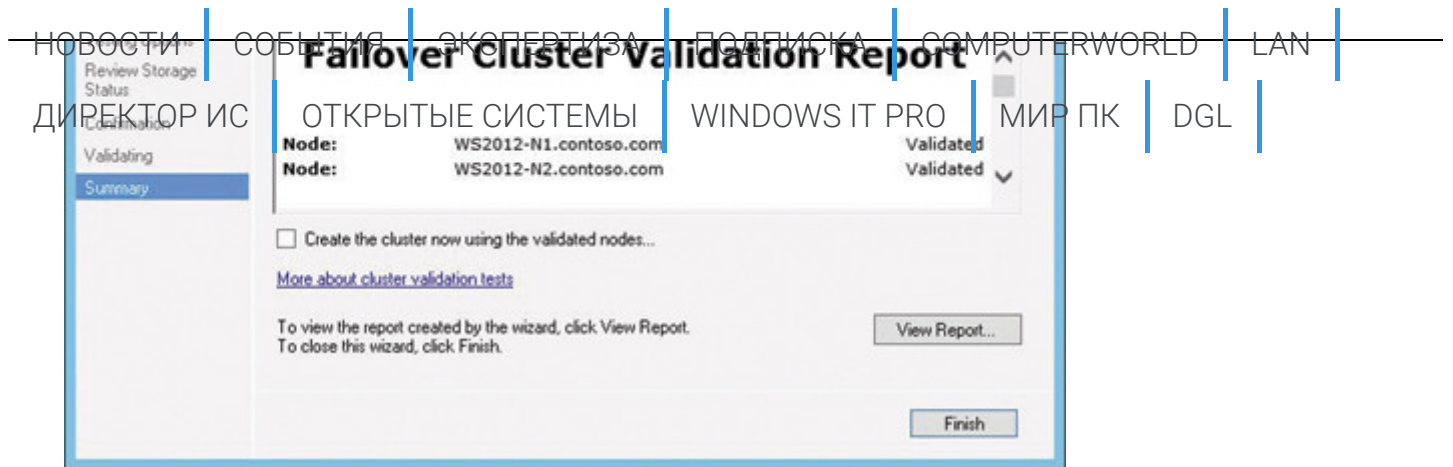 НОВОСТИ СОБЫТИЯ ЭКСПЕРТИЗА ПОДПИСКА COMPUTERWORLD LAN
ДИРЕКТОР ИС ОТКРЫТЫЕ СИСТЕМЫ WINDOWS IT PRO МИР ПК DGL
Testing Options
Review Storage
Status
Confirmation
Validating
Summary
Failover Cluster Validation Report
Node: WS2012-N1.contoso.com Validated
Node: WS2012-N2.contoso.com Validated
Create the cluster now using the validated nodes...
More about cluster validation tests
To view the report created by the wizard, click View Report.
To close this wizard, click Finish.
View Report...
Finish